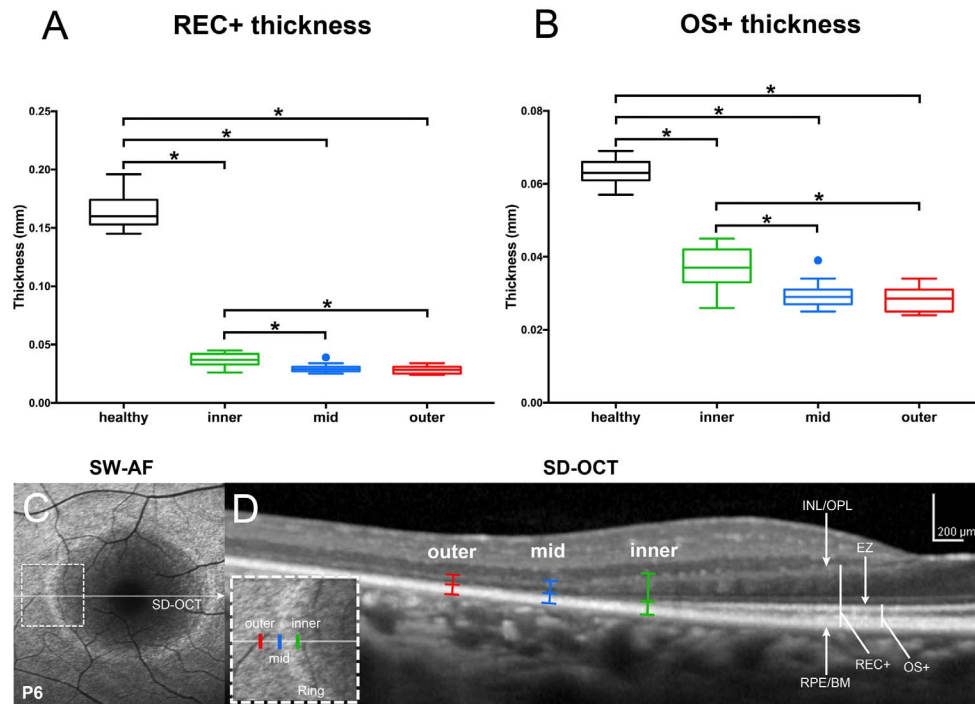 A
REC+ thickness
Thickness (mm)
0.25
0.20
0.15
0.10
0.05
0.00
*
*
*
*
*
healthy
inner
mid
outer
B
OS+ thickness
Thickness (mm)
0.08
0.06
0.04
0.02
0.00
*
*
*
*
*
healthy
inner
mid
outer
SW-AF
C
SD-OCT
P6
SD-OCT
D
outer
mid
inner
INL/OPL
EZ
200 µm
REC+
OS+
RPE/BM
outer
inner
mid
Ring